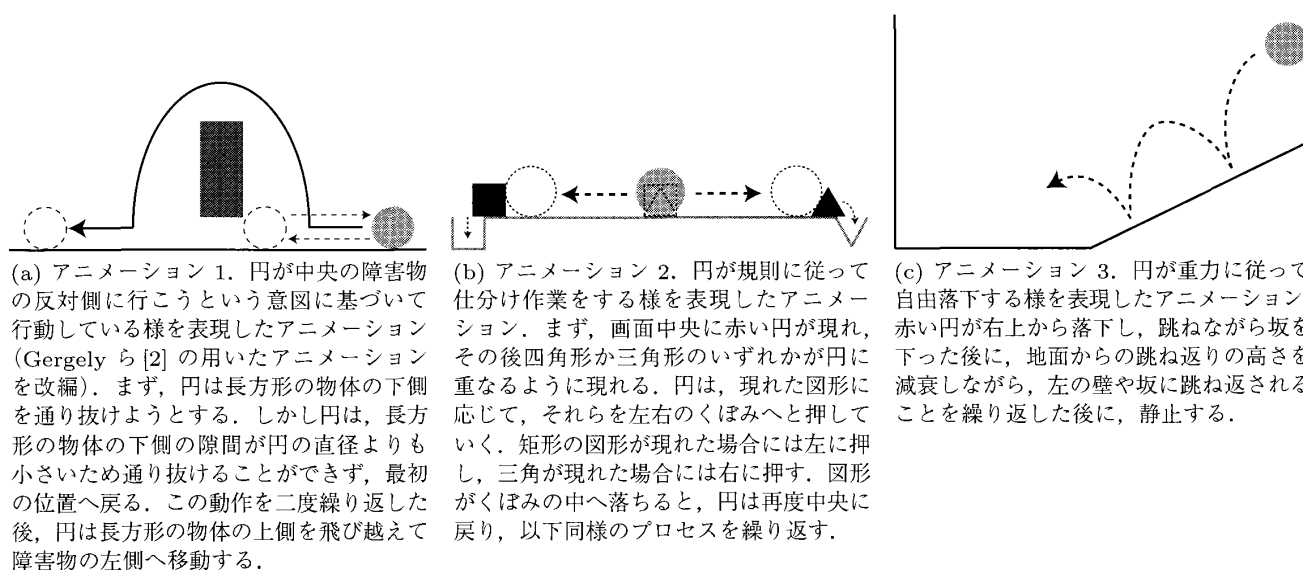 (a) アニメーション 1．円が中央の障害物
の反対側に行こうという意図に基づいて
行動している様を表現したアニメーション
（Gergely ら [2] の用いたアニメーション
を改編）．まず，円は長方形の物体の下側
を通り抜けようとする．しかし円は，長方
形の物体の下側の隙間が円の直径よりも
小さいため通り抜けることができず，最初
の位置へ戻る．この動作を二度繰り返した
後，円は長方形の物体の上側を飛び越えて
障害物の左側へ移動する．
(b) アニメーション 2．円が規則に従って
仕分け作業をする様を表現したアニメー
ション．まず，画面中央に赤い円が現れ，
その後四角形か三角形のいずれかが円に
重なるように現れる．円は，現れた図形に
応じて，それらを左右のくぼみへと押して
いく．矩形の図形が現れた場合には左に押
し，三角が現れた場合には右に押す．図形
がくぼみの中へ落ちると，円は再度中央に
戻り，以下同様のプロセスを繰り返す．
(c) アニメーション 3．円が重力に従って
自由落下する様を表現したアニメーション
赤い円が右上から落下し，跳ねながら坂を
下った後に，地面からの跳ね返りの高さを
減衰しながら，左の壁や坂に跳ね返される
ことを繰り返した後に，静止する．